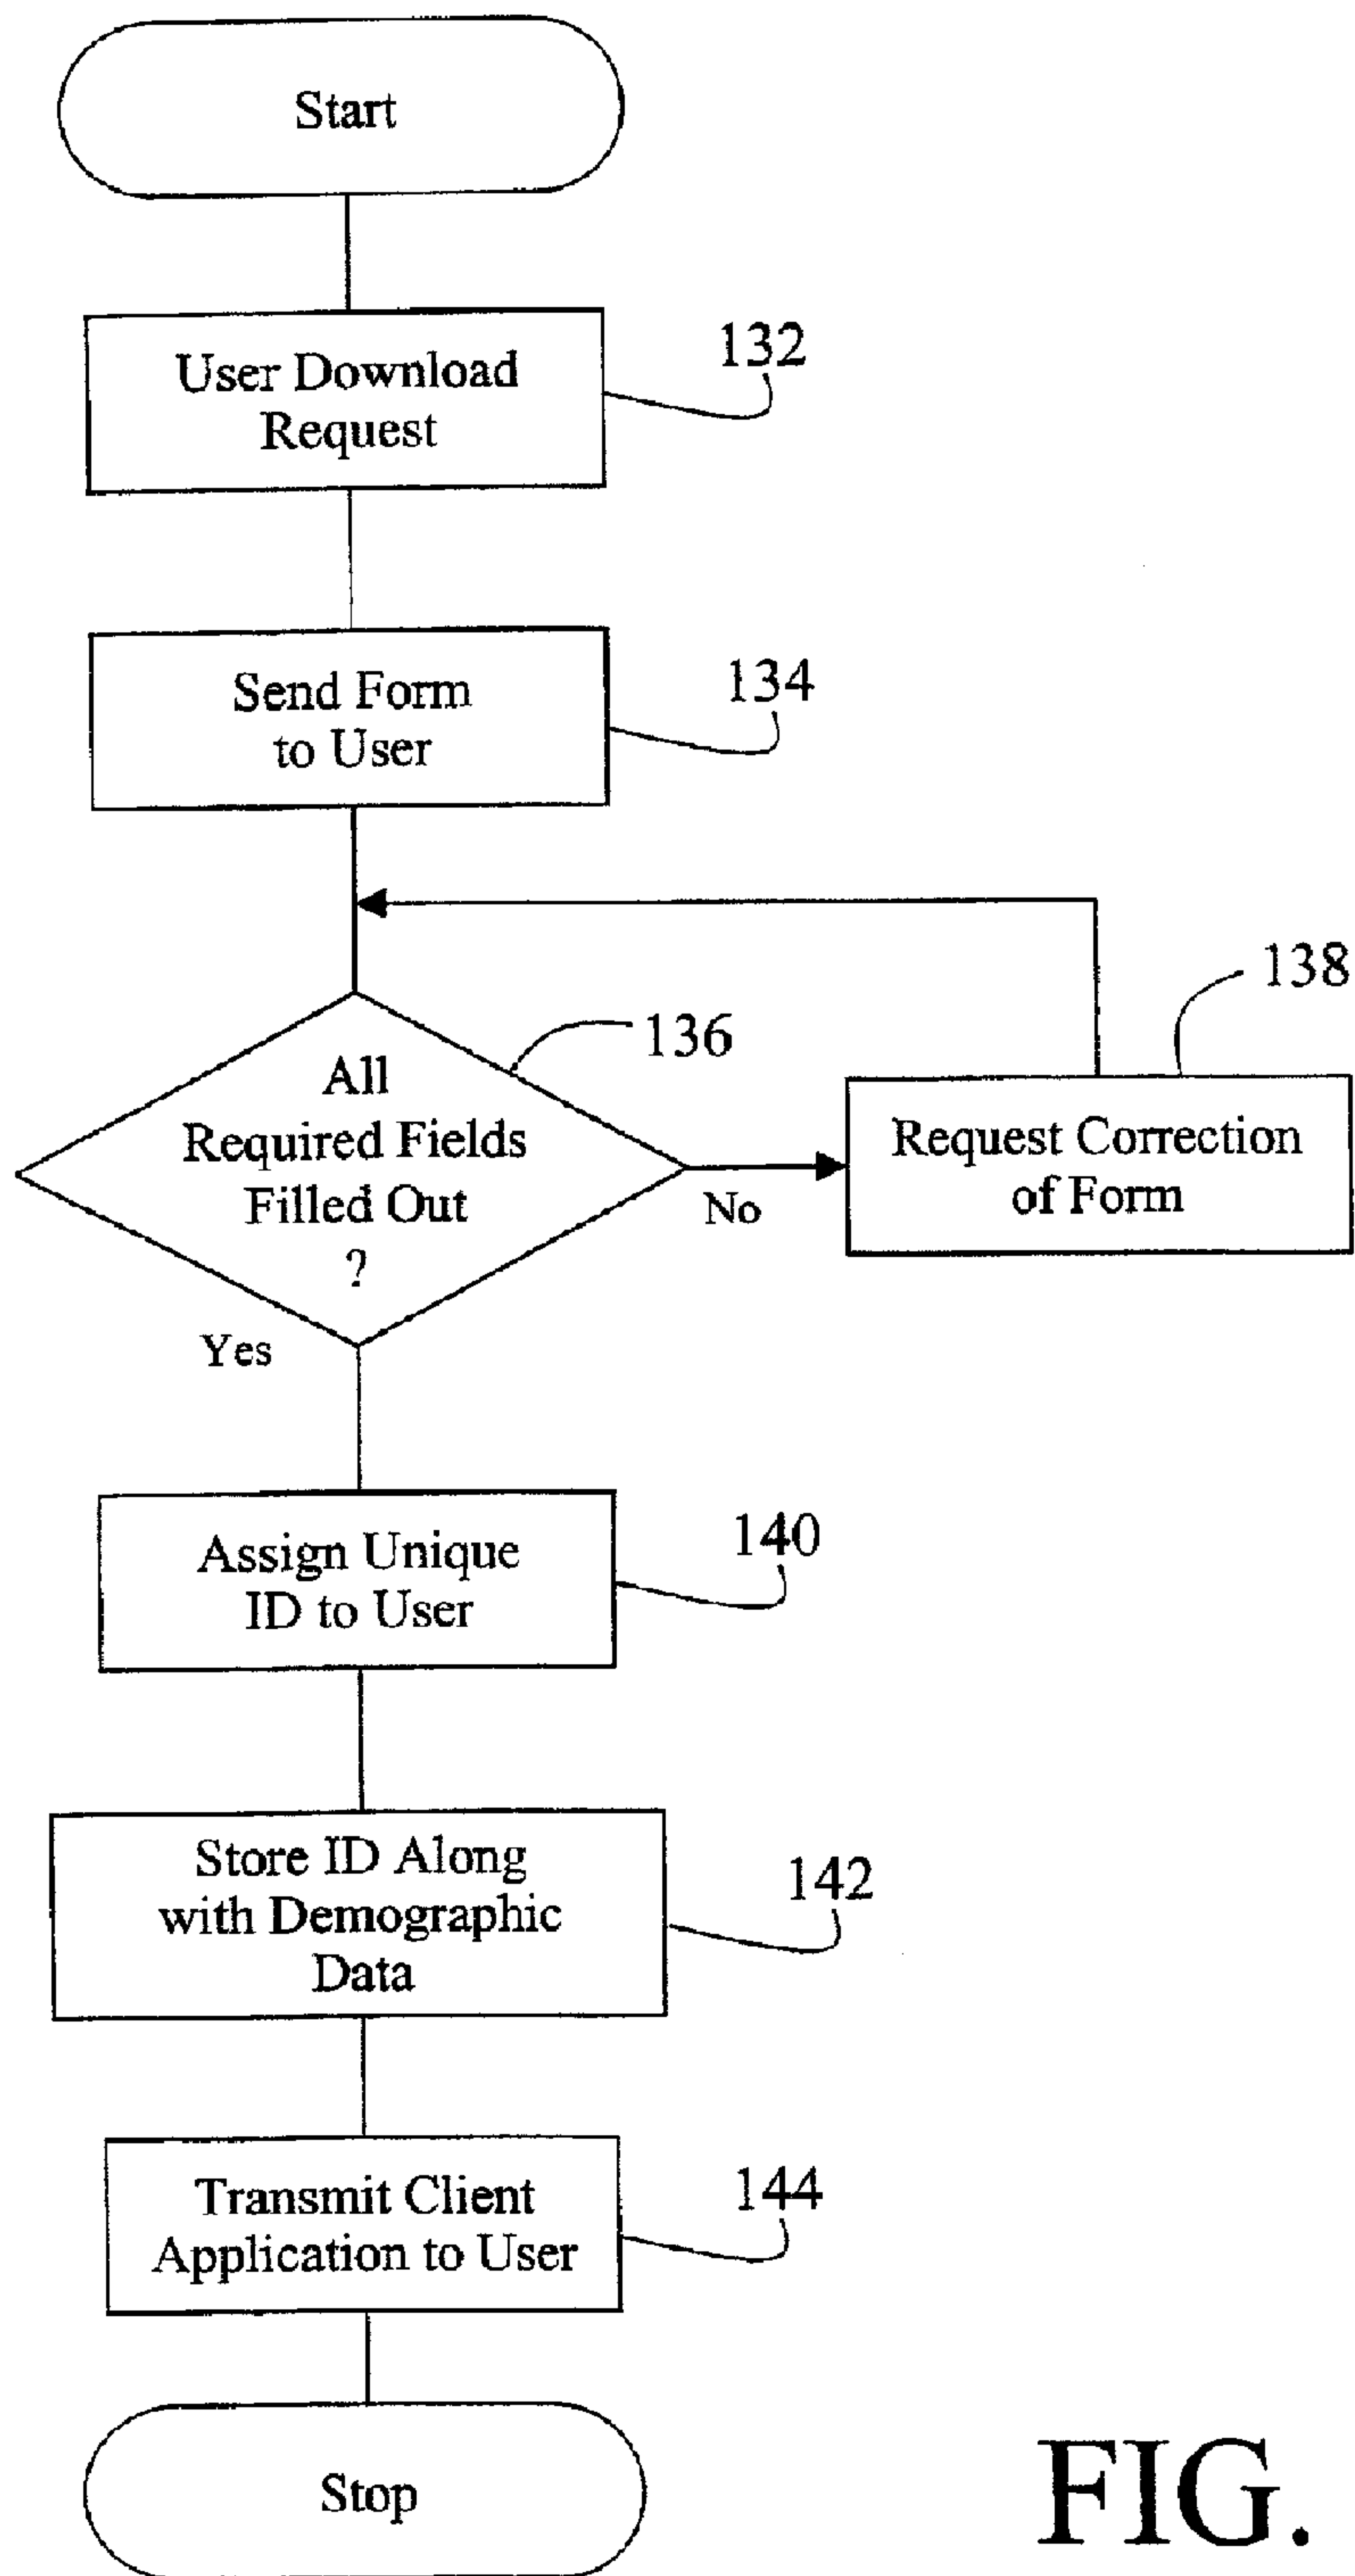 Start
User Download
Request
132
Send Form
to User
134
All
Required Fields
Filled Out
?
136
No
Request Correction
of Form
138
Yes
Assign Unique
ID to User
140
Store ID Along
with Demographic
Data
142
Transmit Client
Application to User
144
Stop
FIG.